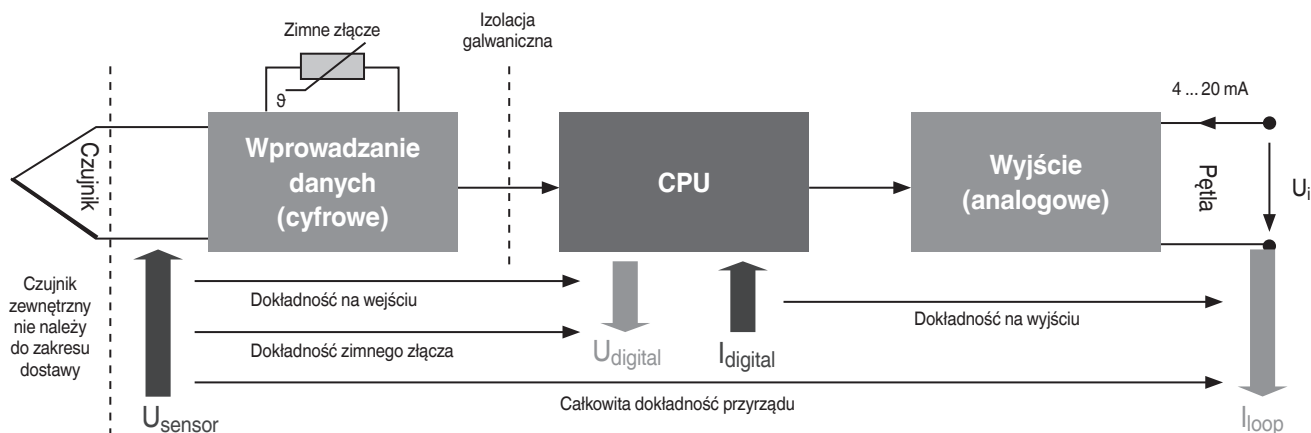 Zimne złącze
Izolacja
galwaniczna
ϑ
4 ... 20 mA
Czujnik
Wprowadzanie
danych
(cyfrowe)
CPU
Wyjście
(analogowe)
Pętla
Ui
Czujnik
zewnętrzny
nie należy
do zakresu
dostawy
Dokładność na wejściu
Dokładność zimnego złącza
Dokładność na wyjściu
Udigital
Idigital
Całkowita dokładność przyrządu
Usensor
Iloop